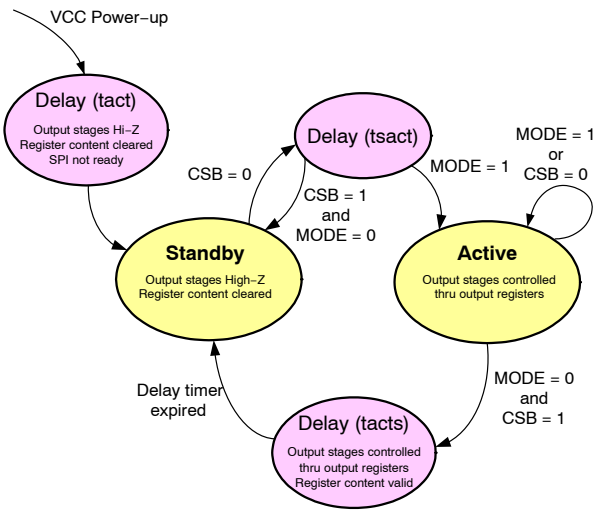 VCC Power–up
Delay (tact)
Output stages Hi–Z
Register content cleared
SPI not ready
CSB = 0
Delay (tsact)
CSB = 1
and
MODE = 0
MODE = 1
MODE = 1
or
CSB = 0
Standby
Output stages High–Z
Register content cleared
Active
Output stages controlled
thru output registers
Delay timer
expired
MODE = 0
and
CSB = 1
Delay (tacts)
Output stages controlled
thru output registers
Register content valid